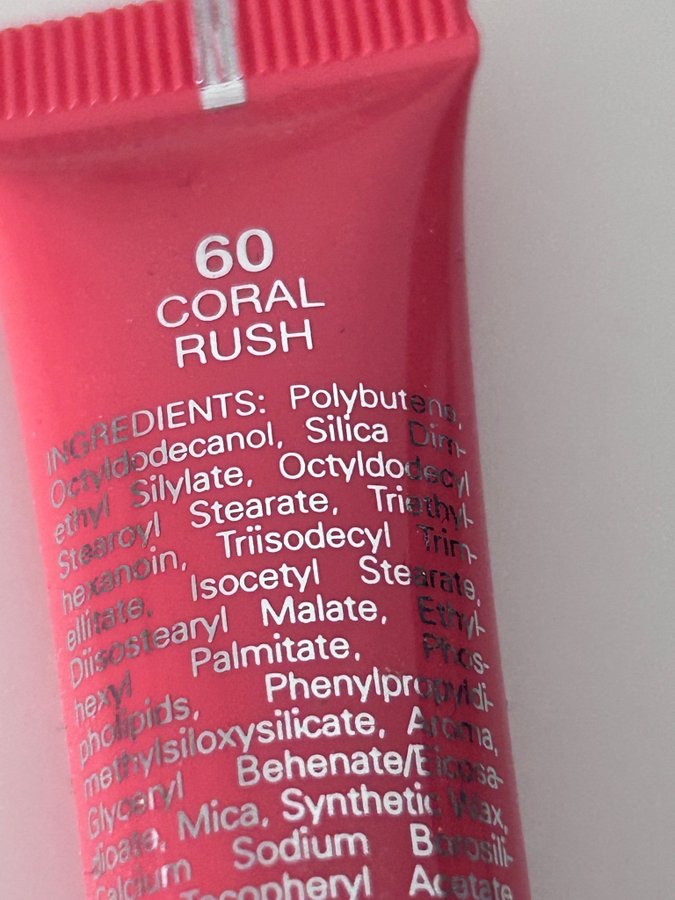 60
CORAL
RUSH
INGREDIENTS: Polybutene,
Octyldodecanol, Silica Dim-
ethyl Silylate, Octyldodecyl
Stearoyl Stearate, Triethyl-
hexanoin, Triisodecyl Trim-
ellitate, Isocetyl Stearate,
Diisostearyl Malate, Ethyl-
hexyl Palmitate, Phos-
pholipids, Phenylpropyldi-
methylsiloxysilicate, Aroma,
Glyceryl Behenate/Eicosa-
dioate, Mica, Synthetic Wax,
Calcium Sodium Borosili-
Tocopheryl Acetate